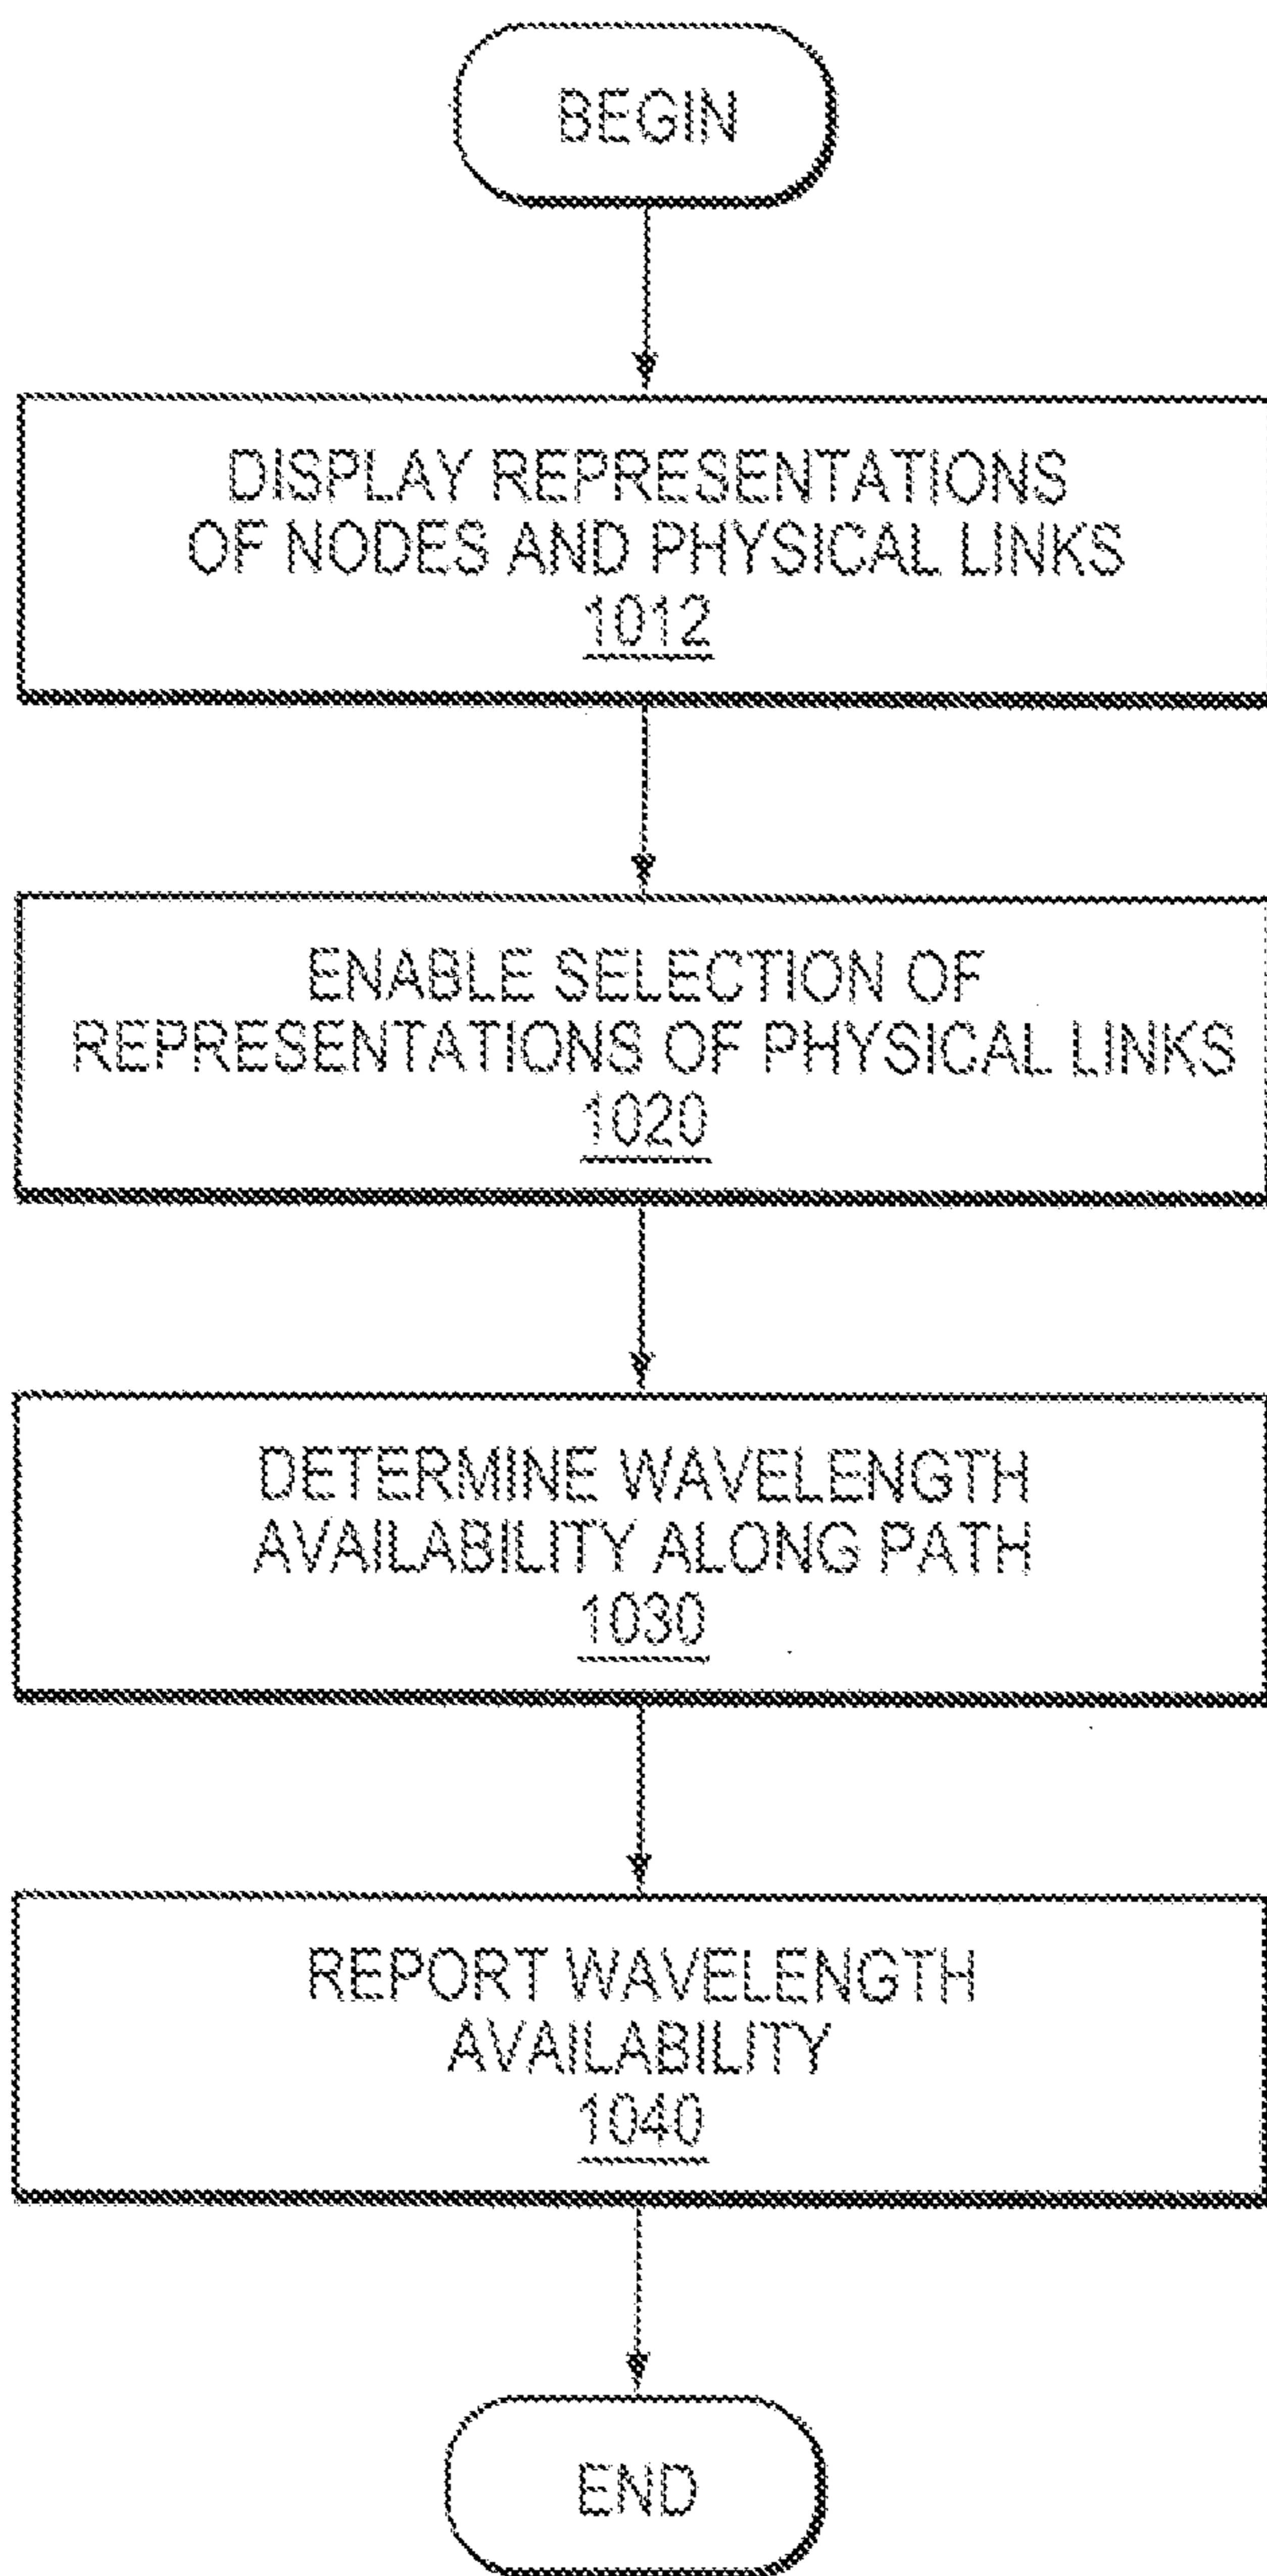 BEGIN
DISPLAY REPRESENTATIONS
OF NODES AND PHYSICAL LINKS
1012
ENABLE SELECTION OF
REPRESENTATIONS OF PHYSICAL LINKS
1020
DETERMINE WAVELENGTH
AVAILABILITY ALONG PATH
1030
REPORT WAVELENGTH
AVAILABILITY
1040
END